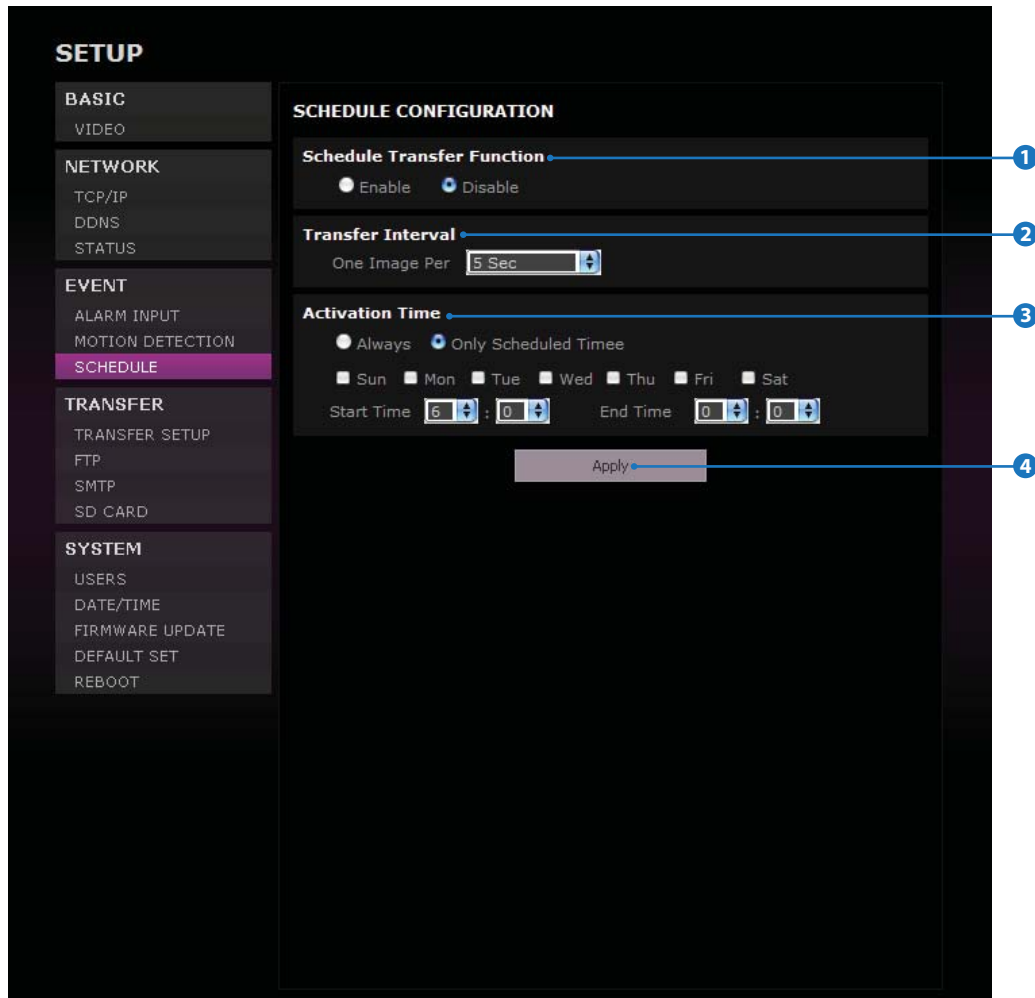 SETUP
BASIC
VIDEO
NETWORK
TCP/IP
DDNS
STATUS
EVENT
ALARM INPUT
MOTION DETECTION
SCHEDULE
TRANSFER
TRANSFER SETUP
FTP
SMTP
SD CARD
SYSTEM
USERS
DATE/TIME
FIRMWARE UPDATE
DEFAULT SET
REBOOT
SCHEDULE CONFIGURATION
Schedule Transfer Function 1
Enable Disable
Transfer Interval 2
One Image Per 5 Sec
Activation Time 3
Always Only Scheduled Timee
Sun Mon Tue Wed Thu Fri Sat
Start Time 6 : 0 End Time 0 : 0
Apply 4